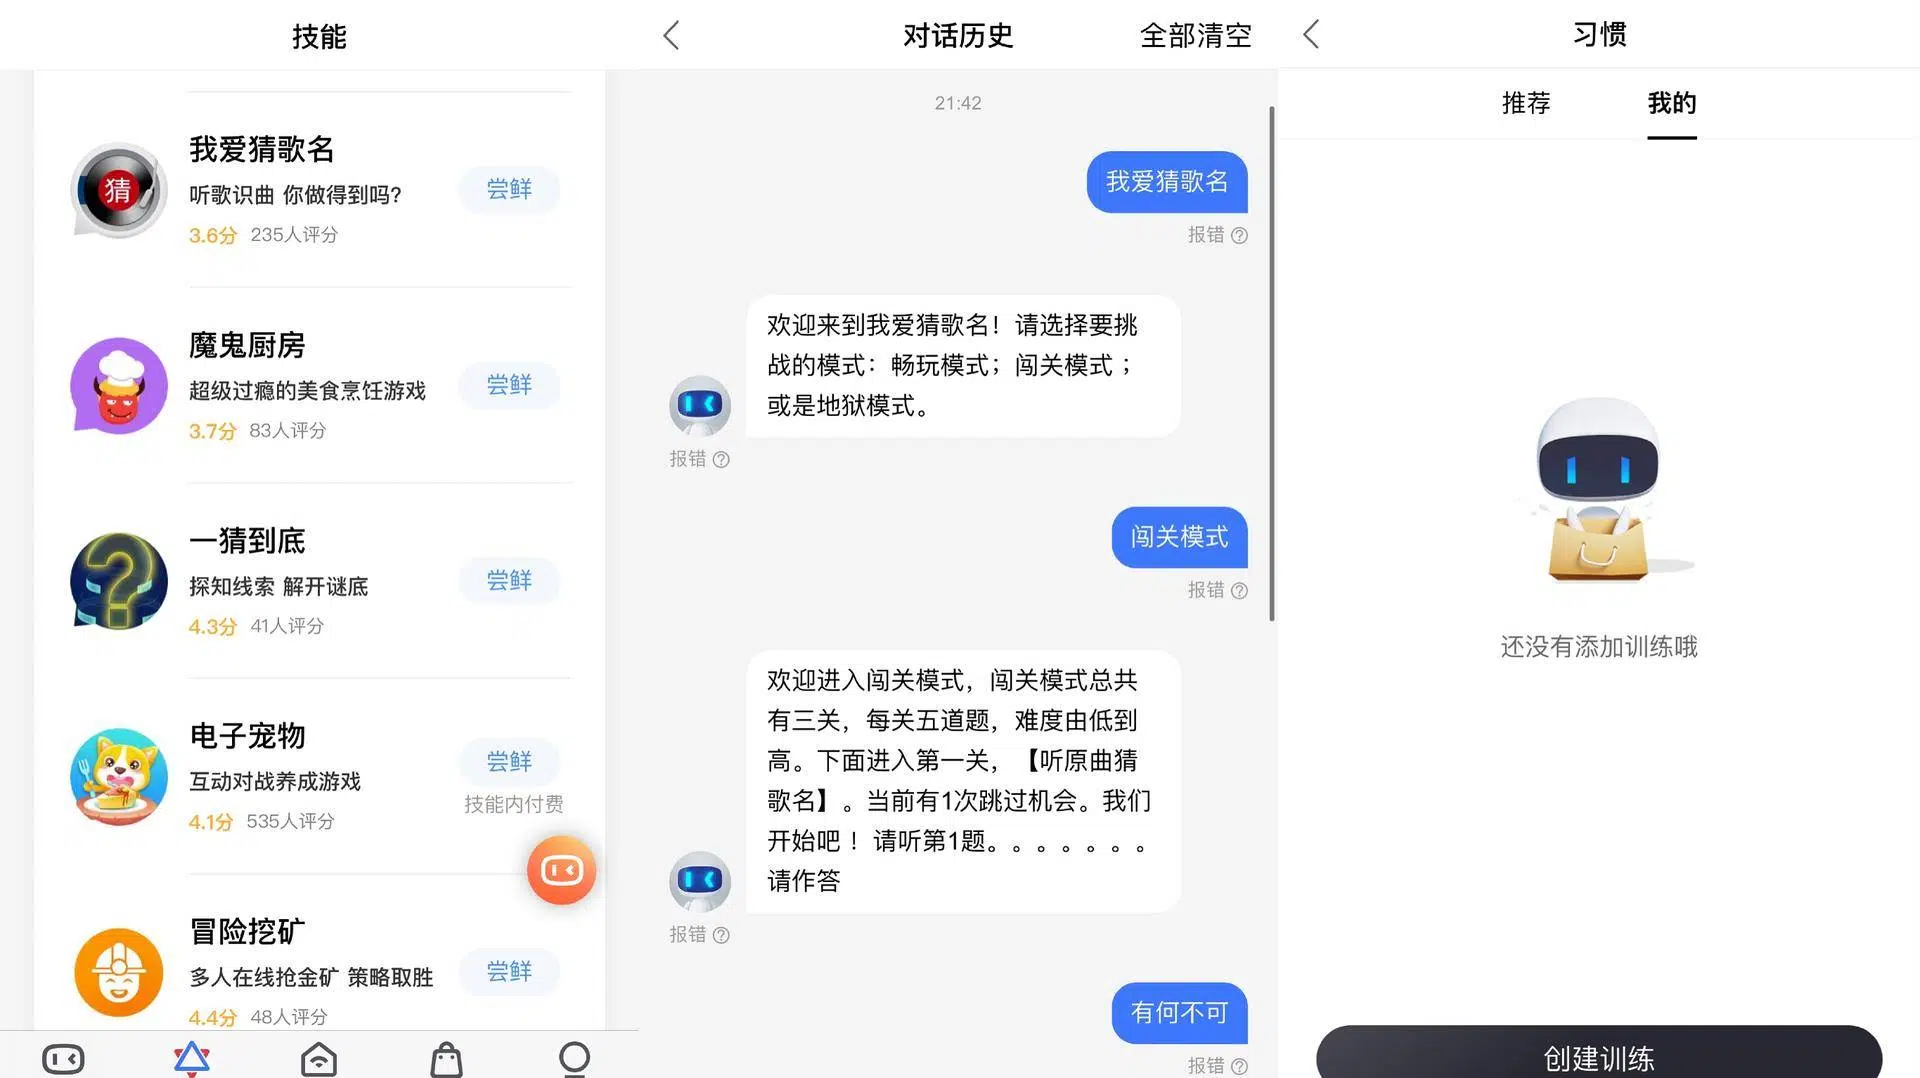 技能
我爱猜歌名
猜
听歌识曲 你做得到吗?
尝鲜
3.6分 235人评分
魔鬼厨房
超级过瘾的美食烹饪游戏
尝鲜
3.7分 83人评分
一猜到底
探知线索 解开谜底
尝鲜
4.3分 41人评分
电子宠物
互动对战养成游戏
尝鲜
技能内付费
4.1分 535人评分
冒险挖矿
多人在线抢金矿 策略取胜
尝鲜
4.4分 48人评分
对话历史
全部清空
21:42
我爱猜歌名
报错
欢迎来到我爱猜歌名！请选择要挑
战的模式：畅玩模式；闯关模式；
或是地狱模式。
报错
闯关模式
报错
欢迎进入闯关模式，闯关模式总共
有三关，每关五道题，难度由低到
高。下面进入第一关，【听原曲猜
歌名】。当前有1次跳过机会。我们
开始吧！请听第1题。。。。。。。
请作答
报错
有何不可
报错
习惯
推荐
我的
还没有添加训练哦
创建训练